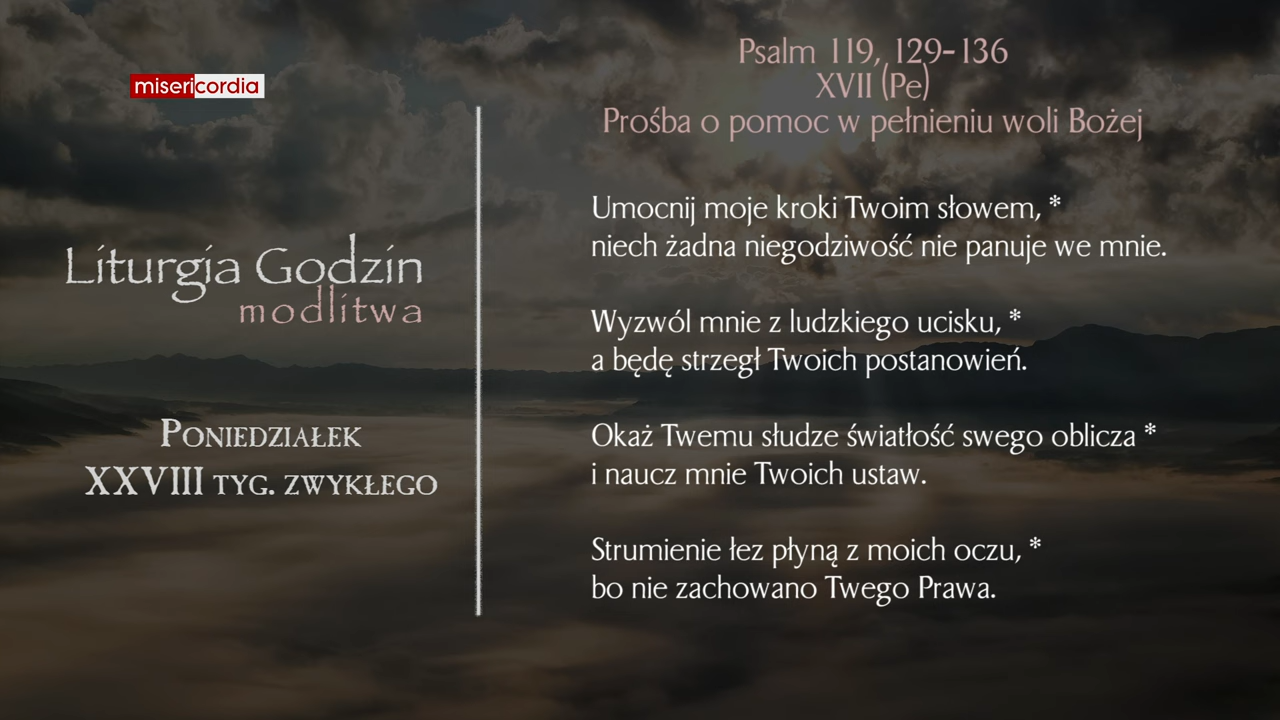 misericordia
Liturgia Godzin
modlitwa
Poniedziałek
XXVIII tyg. zwykłego
Psalm 119, 129-136
XVII (Pe)
Prośba o pomoc w pełnieniu woli Bożej
Umocnij moje kroki Twoim słowem, *
niech żadna niegodziwość nie panuje we mnie.
Wyzwól mnie z ludzkiego ucisku, *
a będę strzegł Twoich postanowień.
Okaż Twemu słudze światłość swego oblicza *
i naucz mnie Twoich ustaw.
Strumienie łez płyną z moich oczu, *
bo nie zachowano Twego Prawa.